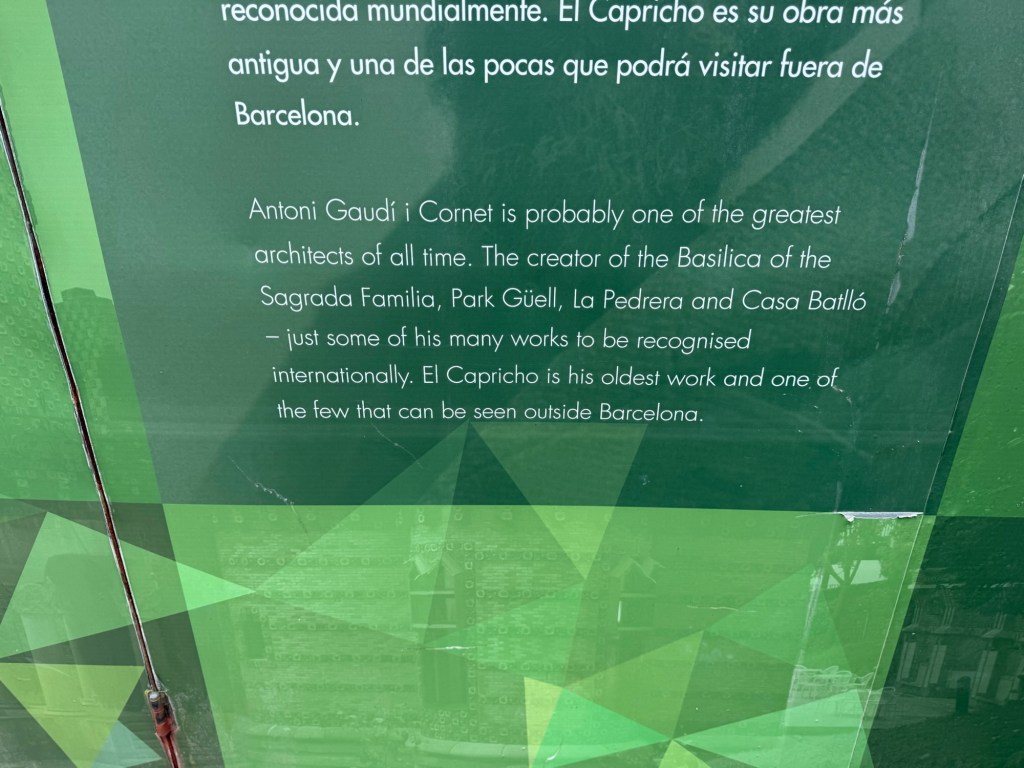 reconocida mundialmente. El Capricho es su obra más
antigua y una de las pocas que podrá visitar fuera de
Barcelona.
Antoni Gaudí i Cornet is probably one of the greatest
architects of all time. The creator of the Basilica of the
Sagrada Familia, Park Güell, La Pedrera and Casa Batlló
– just some of his many works to be recognised
internationally. El Capricho is his oldest work and one of
the few that can be seen outside Barcelona.